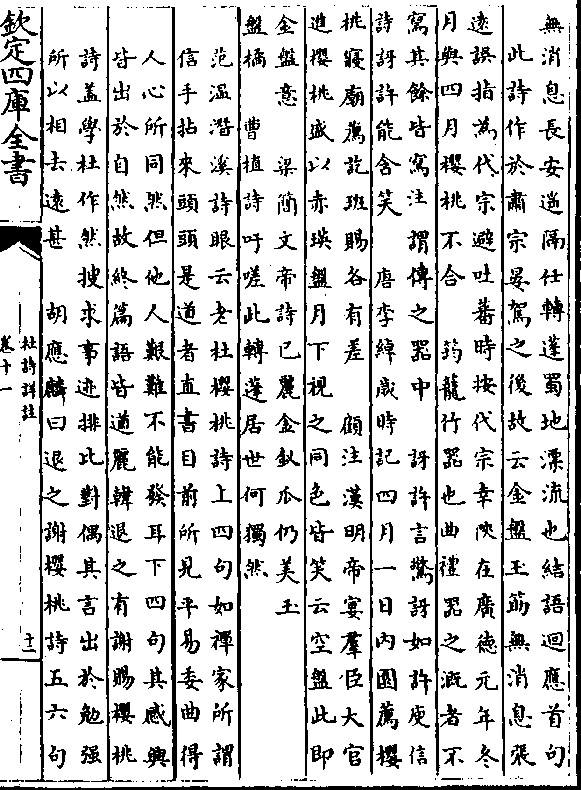 無消息長安遥隔仕轉蓬蜀地漂流也結語迴應首句
此詩作於肅宗晏駕之後故云金盤玉筯無消息張
逺誤指為代宗避吐蕃時按代宗幸陜在廣徳元年冬
月與四月櫻桃不合　筠籠竹器也曲禮器之溉者不
寫其餘皆寫注　謂傳之器中　訝許言驚訝如許庾信
詩訝許能含笑　唐李綽嵗時記四月一日内園薦櫻
桃寢廟薦訖班賜各有差　顧注漢明帝宴羣臣大官
進櫻桃盛以赤瑛盤月下視之同色皆笑云空盤此即
金盤意　梁簡文帝詩已麗金釵瓜仍美玉
盤橘　曹植詩吁嗟此轉蓬居世何獨然
范温潛溪詩眼云老杜櫻桃詩上四句如禪家所謂
信手拈來頭頭是道者直書目前所見平易委曲得
人心所同然但他人艱難不能發耳下四句其感興
皆出於自然故終篇語皆遒麗韓退之有謝賜櫻桃
詩蓋學杜作然搜求事迹排比對偶其言出於勉强
所以相去逺甚　胡應麟曰退之謝櫻桃詩五六句
欽定四庫全書
杜詩詳註
卷十一
十二